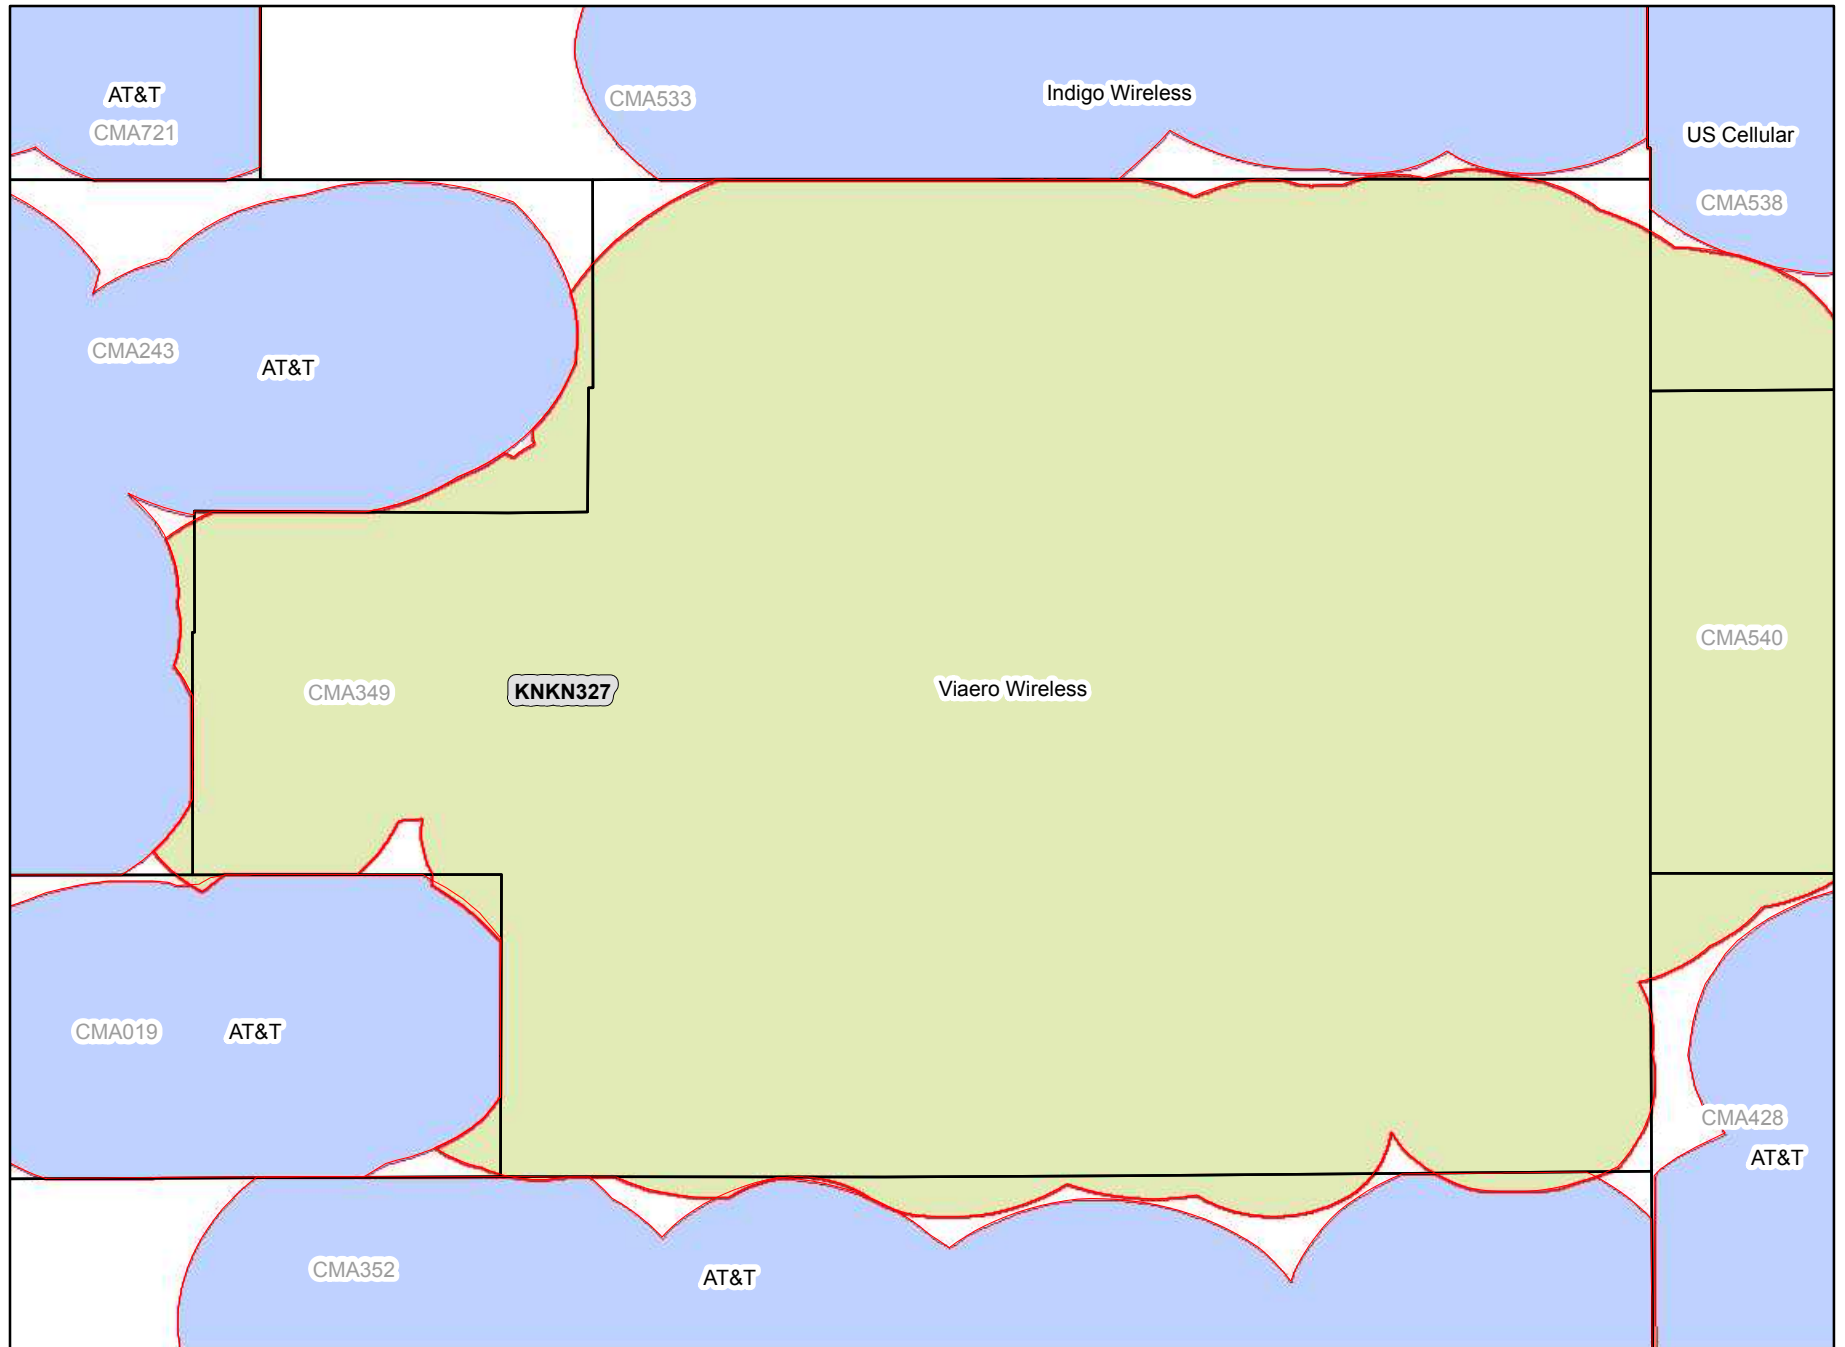 AT&T
CMA721
CMA533
Indigo Wireless
US Cellular
CMA538
CMA243
AT&T
CMA540
CMA349
KNKN327
Viaero Wireless
CMA019
AT&T
CMA428
AT&T
CMA352
AT&T